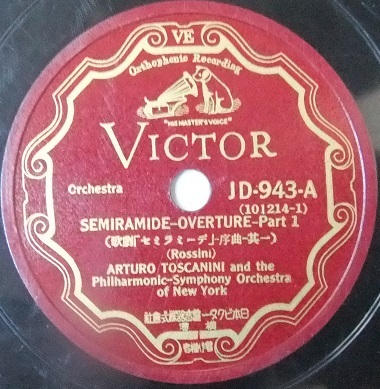 VE
Orthophonic Recording
"HIS MASTER'S VOICE"
VICTOR
Orchestra
JD-943-A
(101214-1)
SEMIRAMIDE-OVERTURE-Part 1
(歌劇「セミラミーデ」-序曲-其一)
(Rossini)
ARTURO TOSCANINI and the
Philharmonic-Symphony Orchestra
of New York